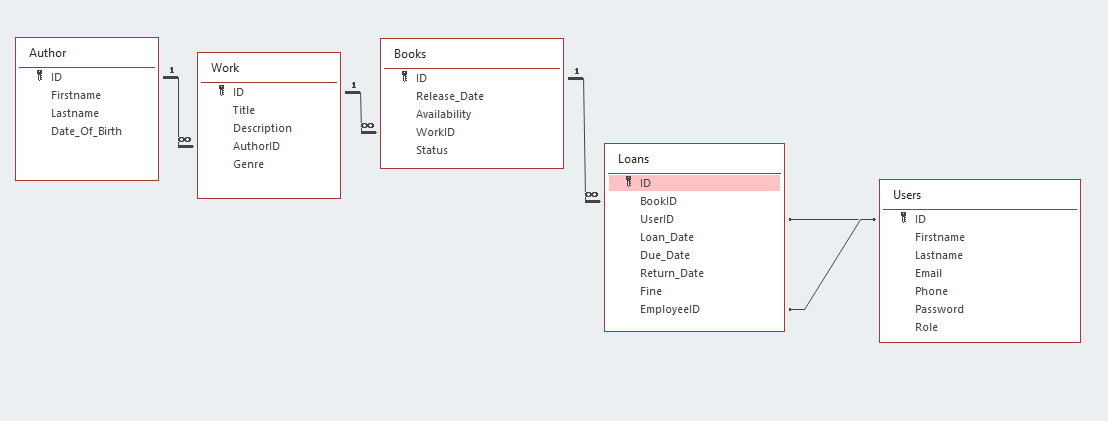 Author
ID
Firstname
Lastname
Date_Of_Birth
1
∞
Work
ID
Title
Description
AuthorID
Genre
1
∞
Books
ID
Release_Date
Availability
WorkID
Status
1
∞
Loans
ID
BookID
UserID
Loan_Date
Due_Date
Return_Date
Fine
EmployeeID
Users
ID
Firstname
Lastname
Email
Phone
Password
Role